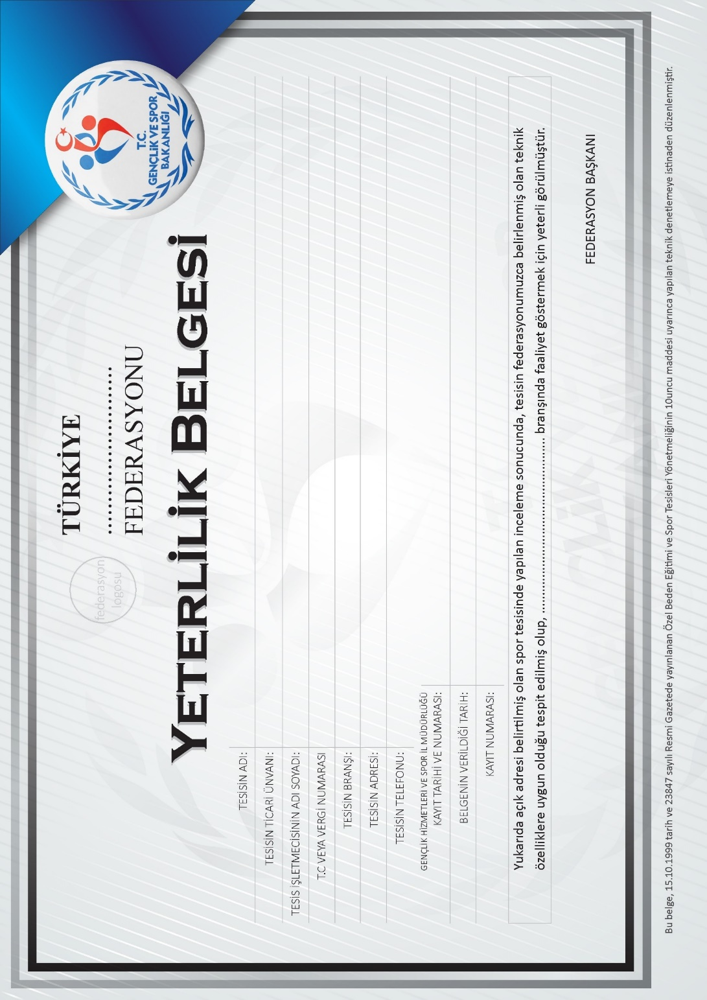 T.C.
GENÇLİK VE SPOR
BAKANLIĞI
federasyon
logosu
TÜRKİYE
..........................
FEDERASYONU
YETERLİLİK BELGESİ
TESİSİN ADI:
TESİSİN TİCARİ ÜNVANI:
TESİS İŞLETMECİSİNİN ADI SOYADI:
T.C VEYA VERGİ NUMARASI
TESİSİN BRANŞI:
TESİSİN ADRESİ:
TESİSİN TELEFONU:
GENÇLİK HİZMETLERİ VE SPOR İL MÜDÜRLÜĞÜ
KAYIT TARİHİ VE NUMARASI:
BELGENİN VERİLDİĞİ TARİH:
KAYIT NUMARASI:
Yukarıda açık adresi belirtilmiş olan spor tesisinde yapılan inceleme sonucunda, tesisin federasyonumuzca belirlenmiş olan teknik
özelliklere uygun olduğu tespit edilmiş olup, ................................................ branşında faaliyet göstermek için yeterli görülmüştür.
FEDERASYON BAŞKANI
Bu belge, 15.10.1999 tarih ve 23847 sayılı Resmi Gazetede yayınlanan Özel Beden Eğitimi ve Spor Tesisleri Yönetmeliğinin 10uncu maddesi uyarınca yapılan teknik denetlemeye istinaden düzenlenmiştir.